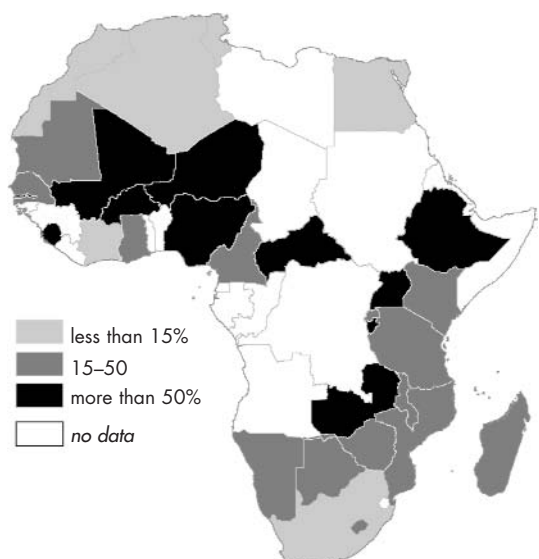 less than 15%
15–50
more than 50%
no data